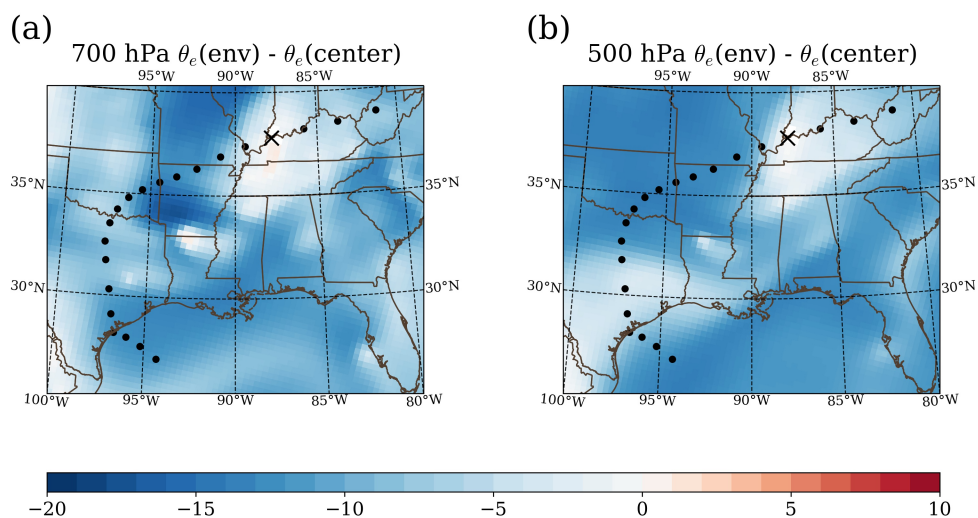 (a)
700 hPa θₑ(env) - θₑ(center)
95°W 90°W 85°W
35°N 35°N
30°N 30°N
100°W 95°W 90°W 85°W 80°W
(b)
500 hPa θₑ(env) - θₑ(center)
95°W 90°W 85°W
35°N 35°N
30°N 30°N
100°W 95°W 90°W 85°W 80°W
−20 −15 −10 −5 0 5 10